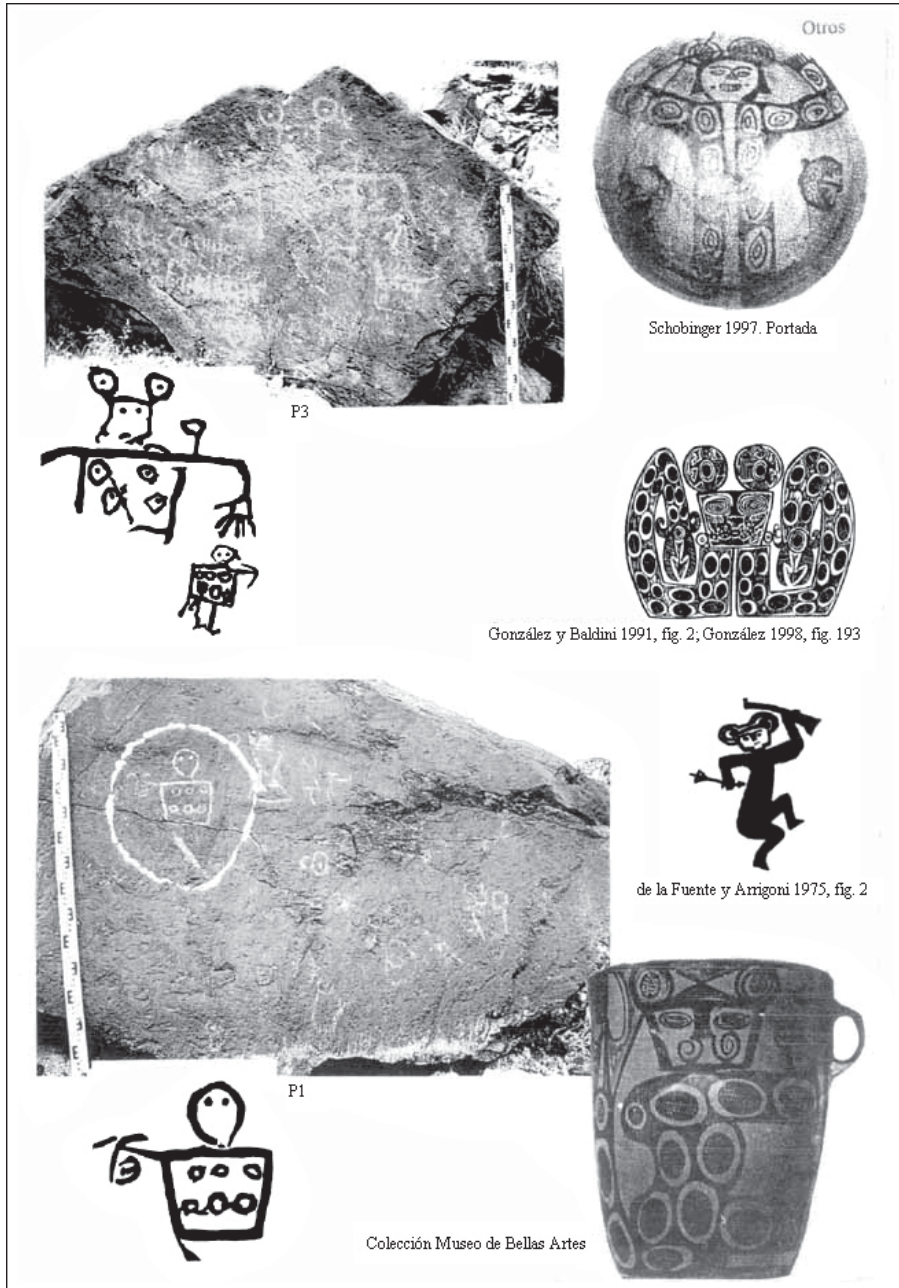 Otros
Schobinger 1997. Portada
P3
González y Baldini 1991, fig. 2; González 1998, fig. 193
de la Fuente y Arrigoni 1975, fig. 2
P1
Colección Museo de Bellas Artes